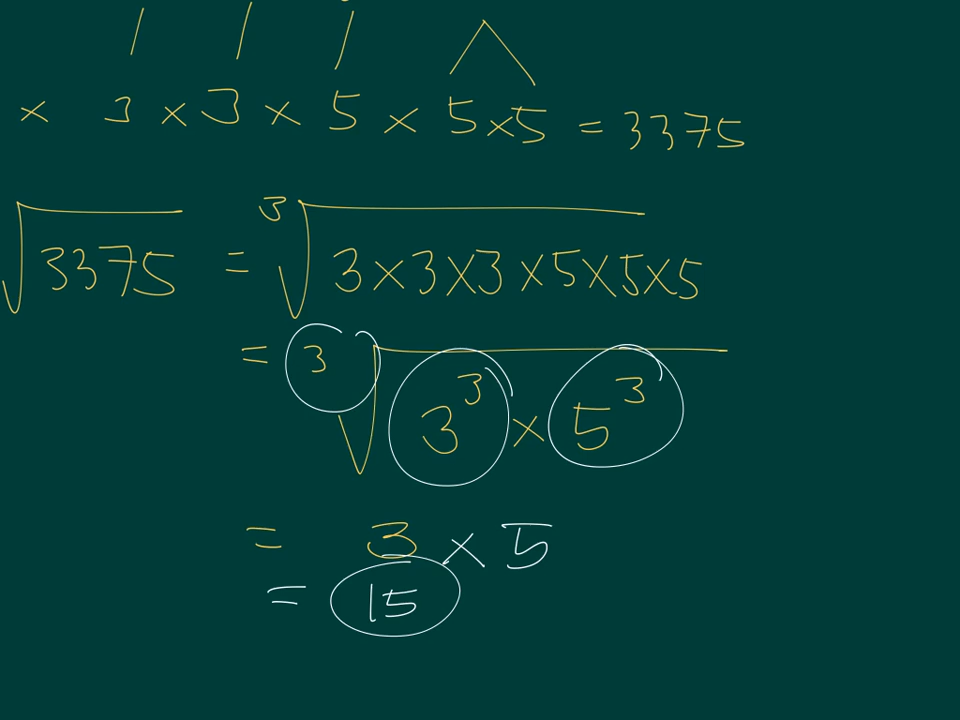 × 3 × 3 × 5 × 5 × 5 = 3375
√3375 = ³√3×3×3×5×5×5
= ³√3³ × 5³
= 3 × 5
= 15